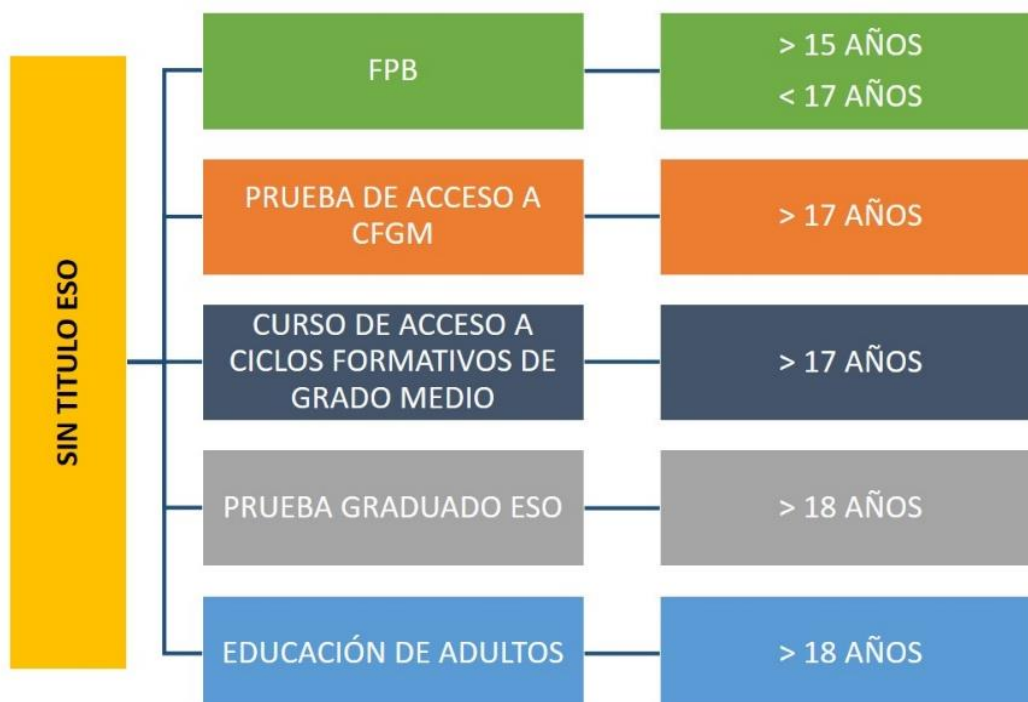 SIN TITULO ESO
FPB
> 15 AÑOS
< 17 AÑOS
PRUEBA DE ACCESO A
CFGM
> 17 AÑOS
CURSO DE ACCESO A
CICLOS FORMATIVOS DE
GRADO MEDIO
> 17 AÑOS
PRUEBA GRADUADO ESO
> 18 AÑOS
EDUCACIÓN DE ADULTOS
> 18 AÑOS